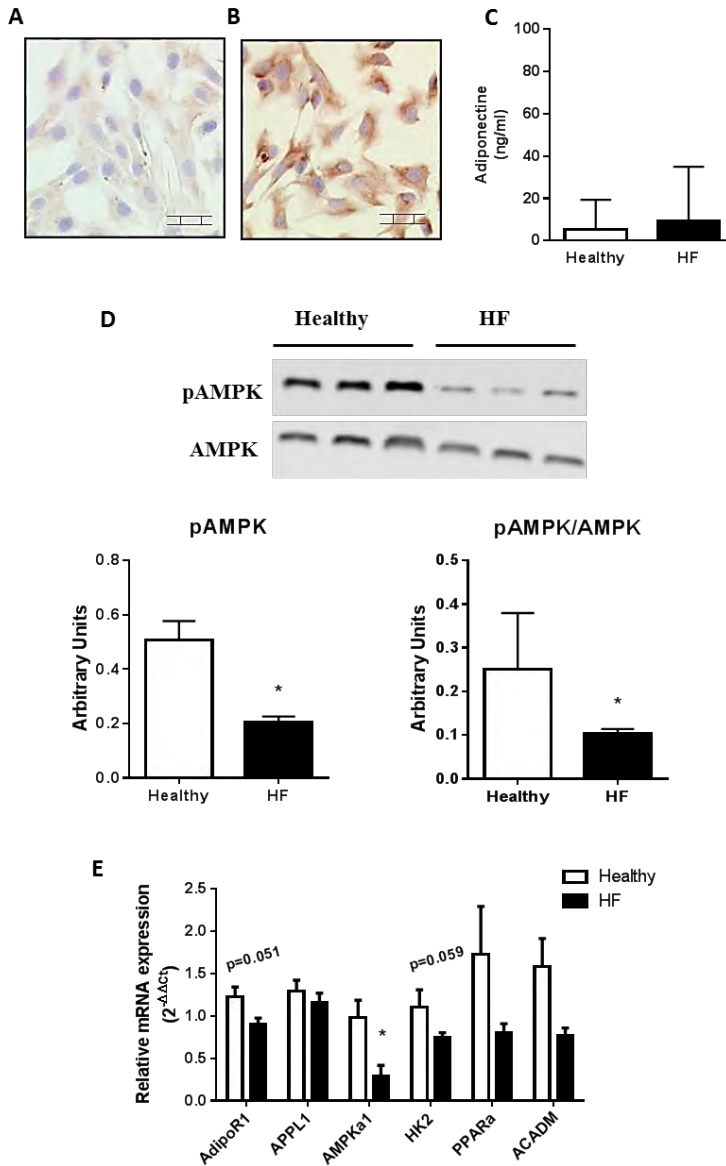 A
B
C
Adiponectine
(ng/ml)
100
80
60
40
20
0
Healthy
HF
D
Healthy
HF
pAMPK
AMPK
pAMPK
Arbitrary Units
0.8
0.6
0.4
0.2
0.0
Healthy
HF
*
pAMPK/AMPK
Arbitrary Units
0.5
0.4
0.3
0.2
0.1
0.0
Healthy
HF
*
E
Relative mRNA expression
(2^-ΔΔCt)
2.5
2.0
1.5
1.0
0.5
0.0
Healthy
HF
p=0.051
*
p=0.059
AdipoR1
APPL1
AMPKa1
HK2
PPARa
ACADM